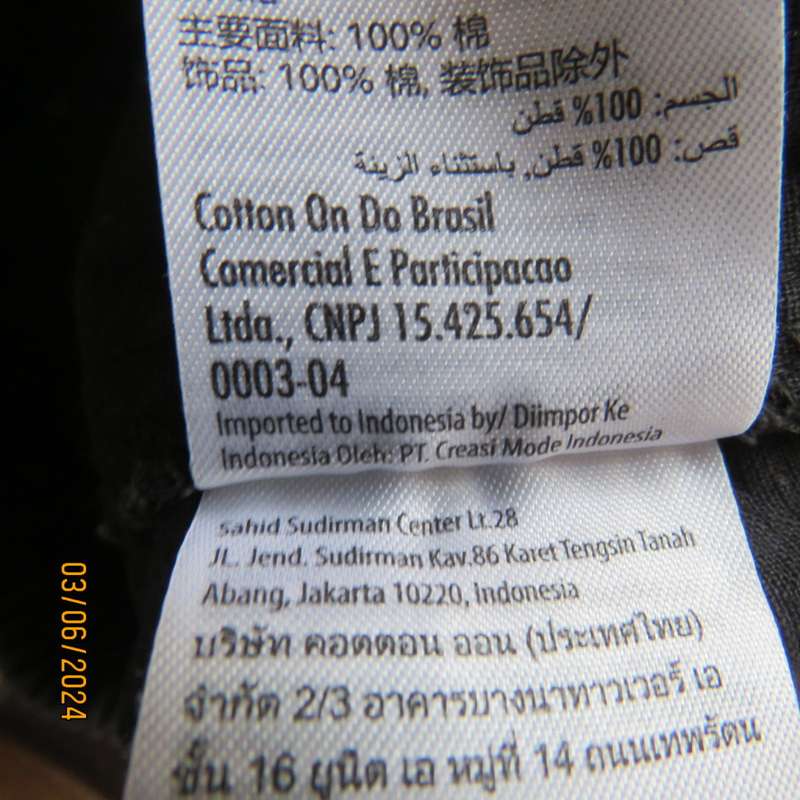 主要面料: 100% 棉
饰品: 100% 棉, 装饰品除外
الجسم: 100% قطن
قص: 100% قطن, باستثناء الزينة
Cotton On Do Brasil
Comercial E Participacao
Ltda., CNPJ 15.425.654/
0003-04
Imported to Indonesia by/ Diimpor Ke
Indonesia Oleh: PT. Creasi Mode Indonesia
Sahid Sudirman Center Lt.28
JL. Jend. Sudirman Kav.86 Karet Tengsin Tanah
Abang, Jakarta 10220, Indonesia
บริษัท คอตตอน ออน (ประเทศไทย)
จำกัด 2/3 อาคารบางนาทาวเวอร์ เอ
ชั้น 16 ยูนิต เอ หมู่ที่ 14 ถนนเทพรัตน
03/06/2024